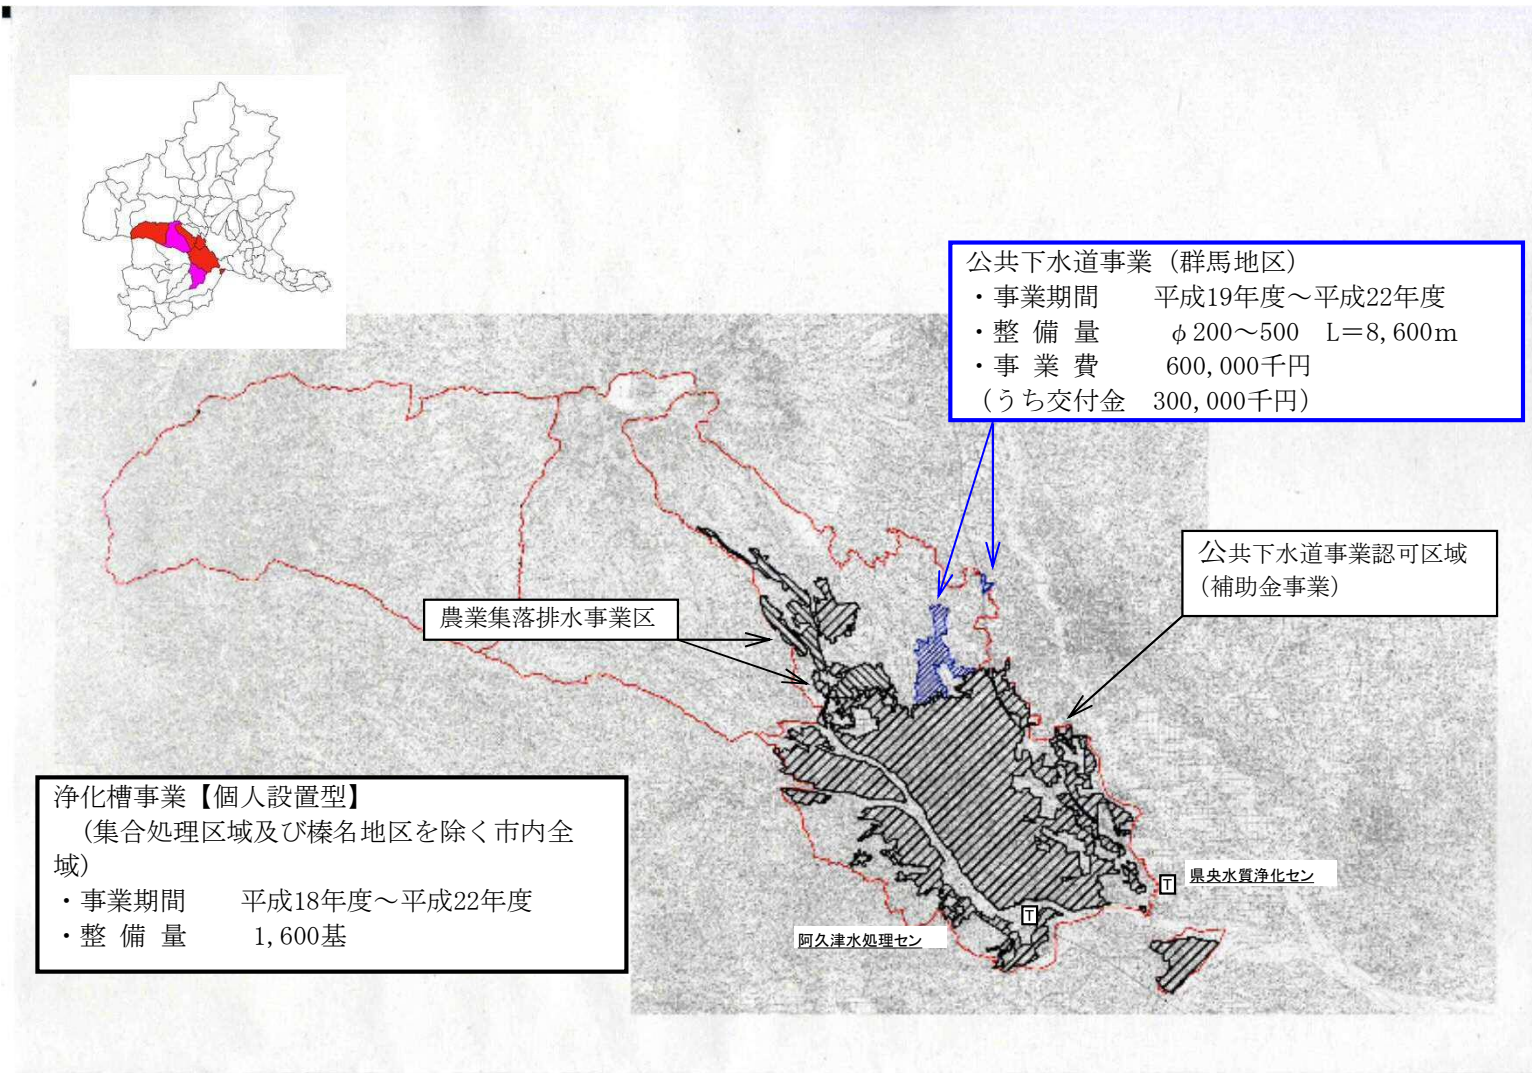 公共下水道事業（群馬地区）
・事業期間　　平成19年度～平成22年度
・整 備 量　　φ200～500　L＝8,600m
・事 業 費　　600,000千円
（うち交付金　300,000千円）
公共下水道事業認可区域
（補助金事業）
農業集落排水事業区
浄化槽事業【個人設置型】
（集合処理区域及び榛名地区を除く市内全
域）
・事業期間　　平成18年度～平成22年度
・整 備 量　　1,600基
県央水質浄化セン
T
T
阿久津水処理セン